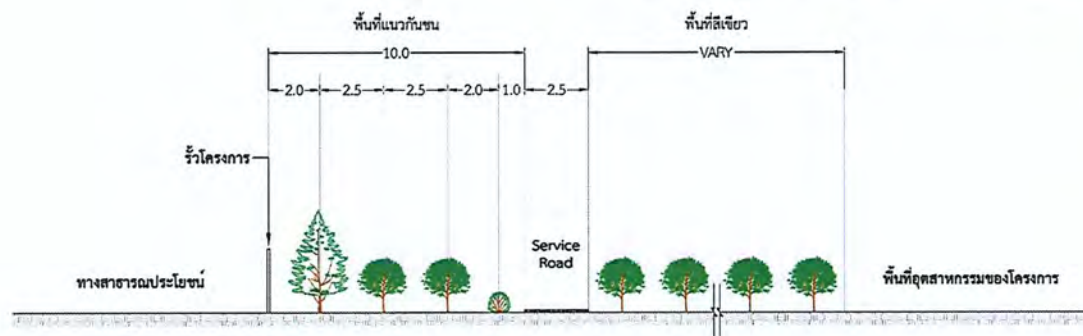 พื้นที่แนวกันชน
พื้นที่สีเขียว
10.0
VARY
2.0 2.5 2.5 2.0 1.0 2.5
รั้วโครงการ
Service
Road
ทางสาธารณประโยชน์
พื้นที่อุตสาหกรรมของโครงการ